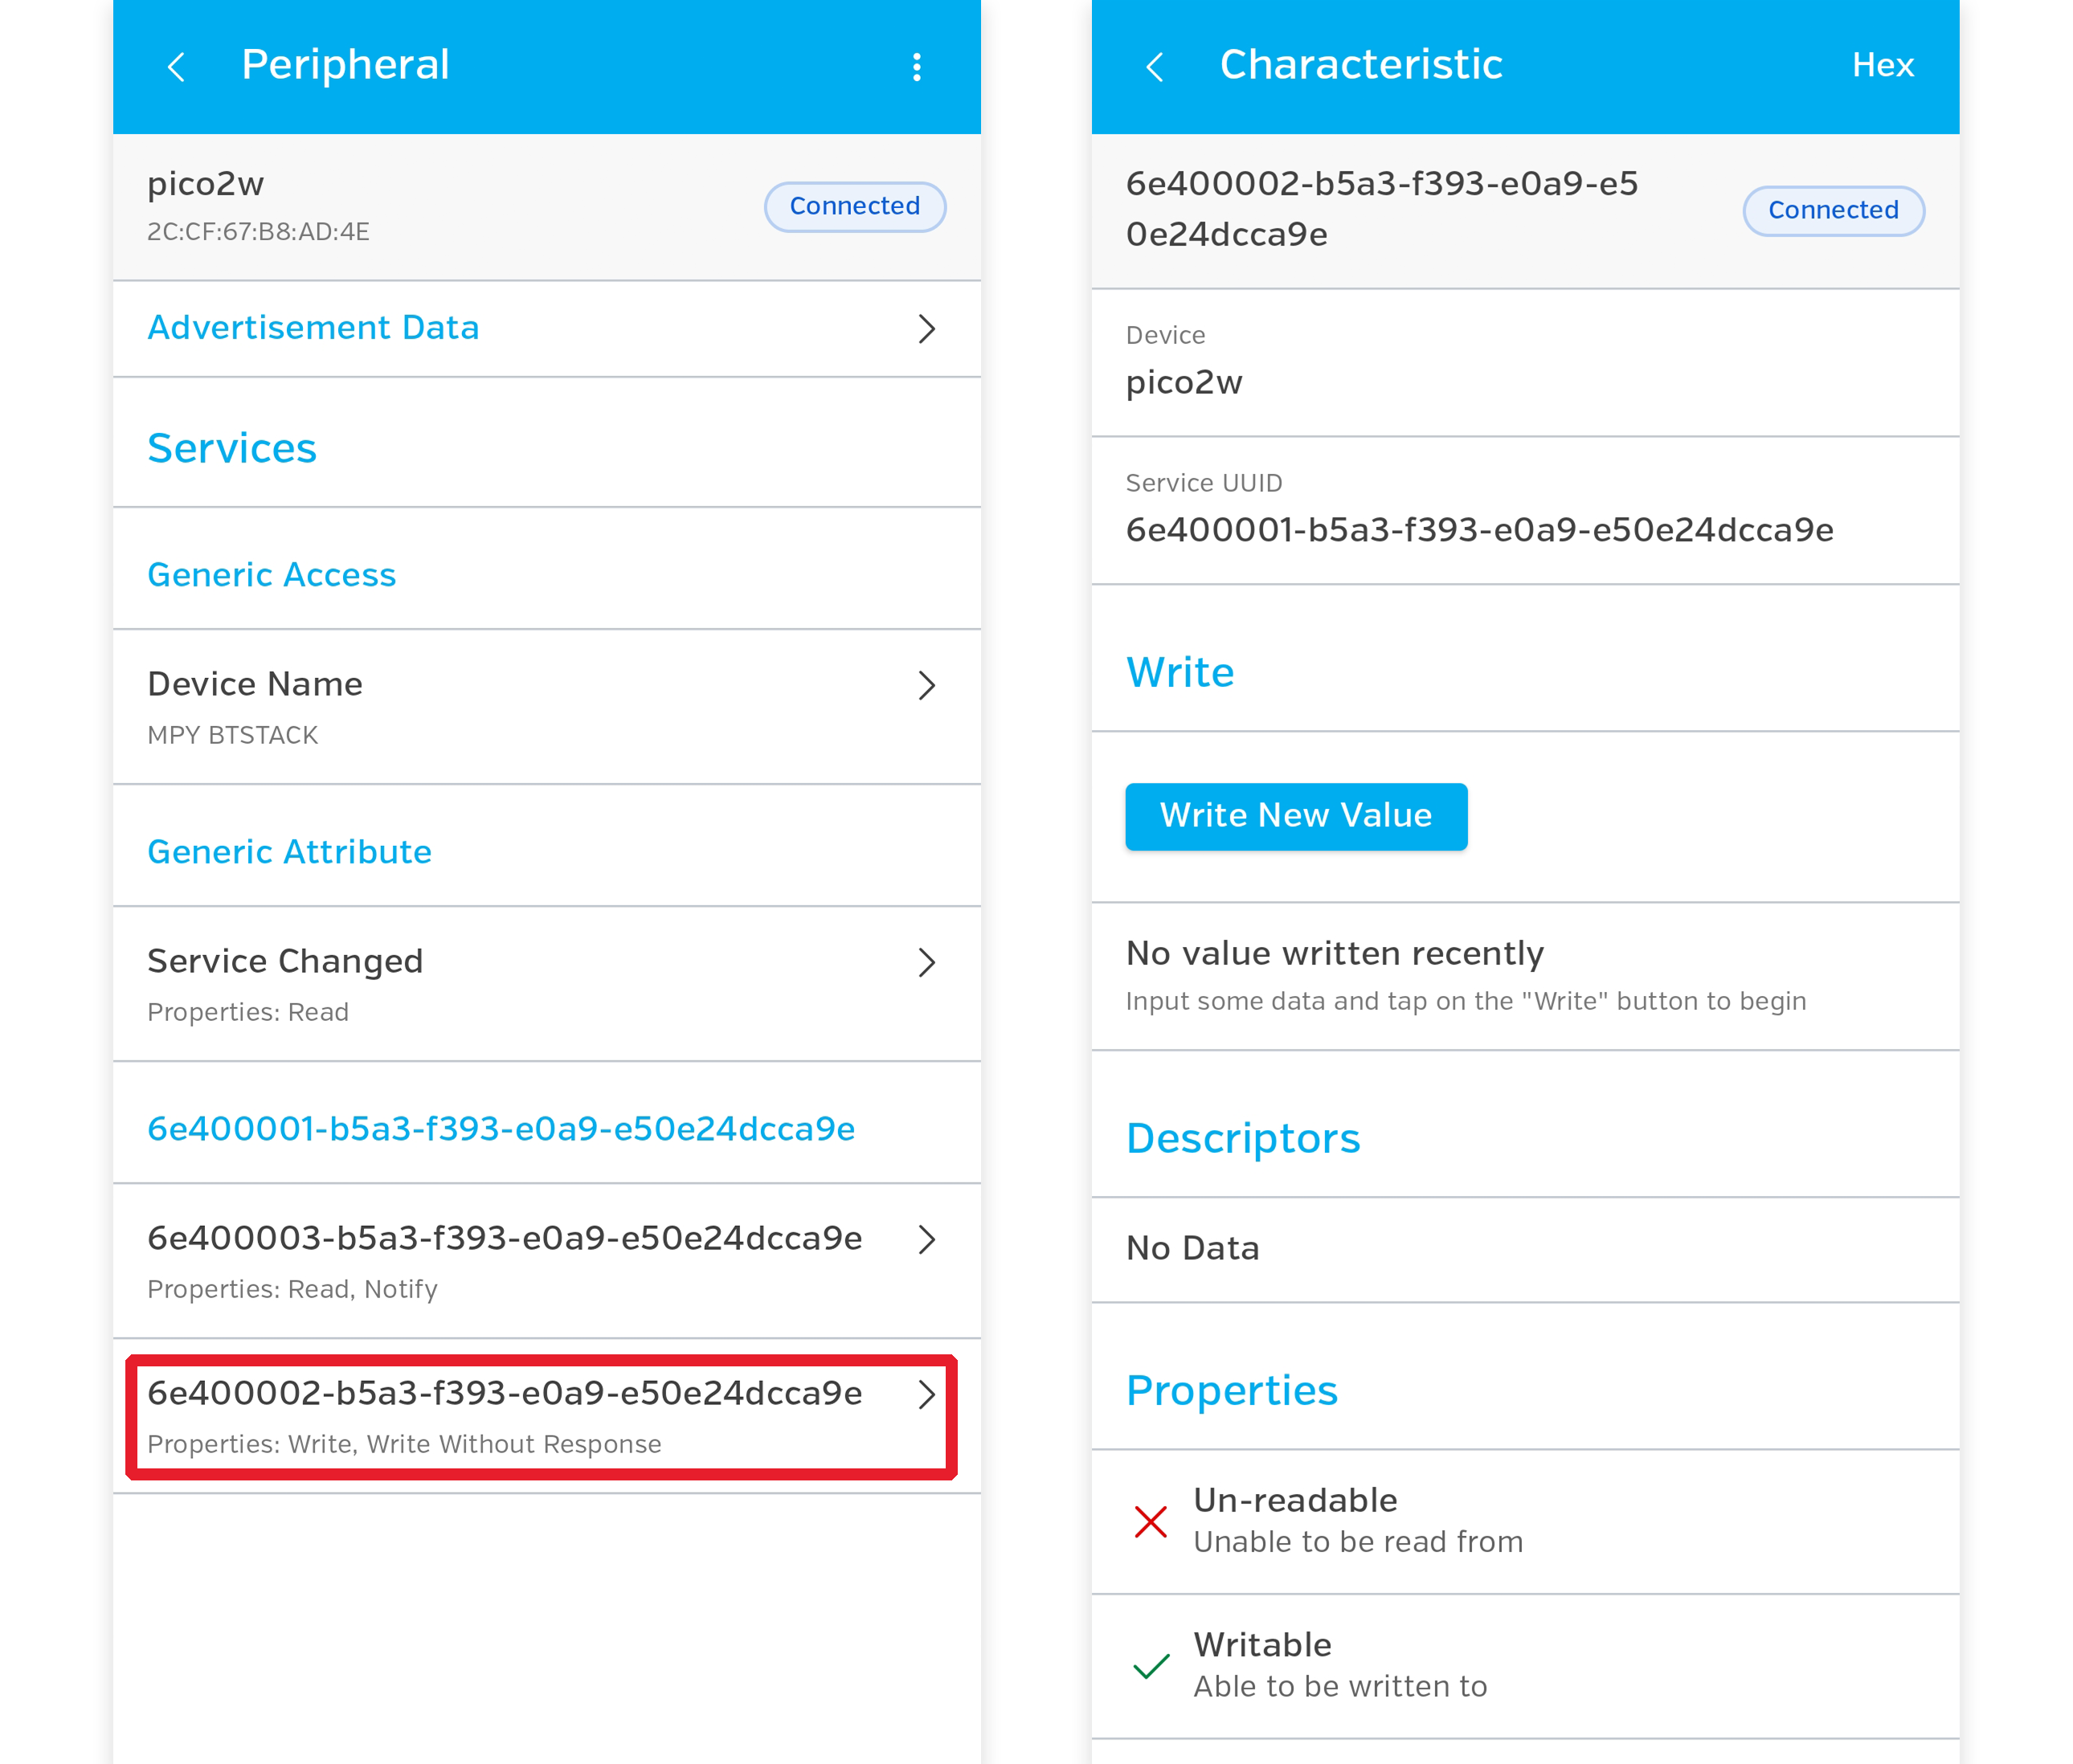 Peripheral
pico2w
2C:CF:67:B8:AD:4E
Connected
Advertisement Data
Services
Generic Access
Device Name
MPY BTSTACK
Generic Attribute
Service Changed
Properties: Read
6e400001-b5a3-f393-e0a9-e50e24dcca9e
6e400003-b5a3-f393-e0a9-e50e24dcca9e
Properties: Read, Notify
6e400002-b5a3-f393-e0a9-e50e24dcca9e
Properties: Write, Write Without Response
Characteristic
Hex
6e400002-b5a3-f393-e0a9-e5
0e24dcca9e
Connected
Device
pico2w
Service UUID
6e400001-b5a3-f393-e0a9-e50e24dcca9e
Write
Write New Value
No value written recently
Input some data and tap on the "Write" button to begin
Descriptors
No Data
Properties
Un-readable
Unable to be read from
Writable
Able to be written to